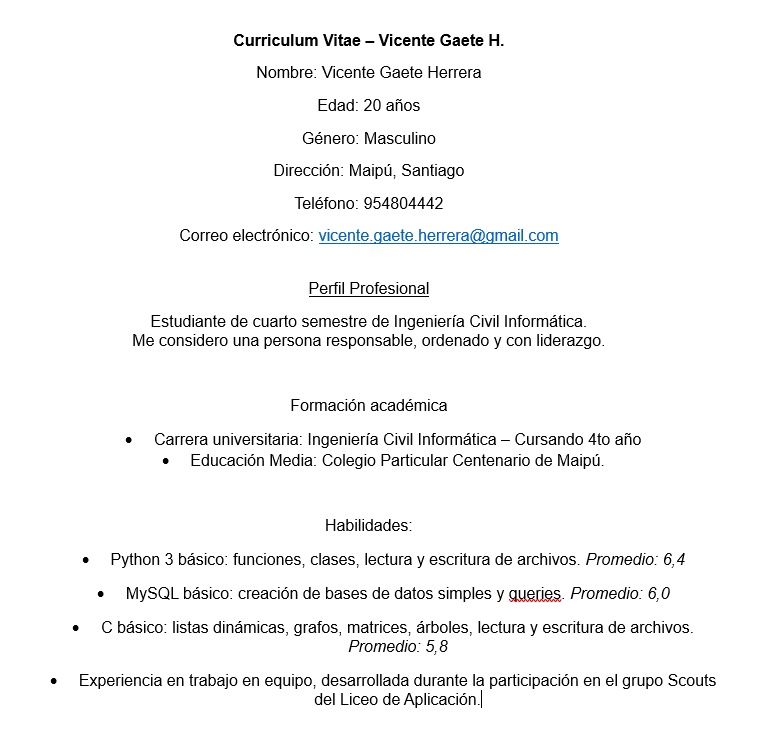 Curriculum Vitae – Vicente Gaete H.
Nombre: Vicente Gaete Herrera
Edad: 20 años
Género: Masculino
Dirección: Maipú, Santiago
Teléfono: 954804442
Correo electrónico: vicente.gaete.herrera@gmail.com
Perfil Profesional
Estudiante de cuarto semestre de Ingeniería Civil Informática.
Me considero una persona responsable, ordenado y con liderazgo.
Formación académica
• Carrera universitaria: Ingeniería Civil Informática – Cursando 4to año
• Educación Media: Colegio Particular Centenario de Maipú.
Habilidades:
• Python 3 básico: funciones, clases, lectura y escritura de archivos. Promedio: 6,4
• MySQL básico: creación de bases de datos simples y queries. Promedio: 6,0
• C básico: listas dinámicas, grafos, matrices, árboles, lectura y escritura de archivos.
Promedio: 5,8
• Experiencia en trabajo en equipo, desarrollada durante la participación en el grupo Scouts
del Liceo de Aplicación.